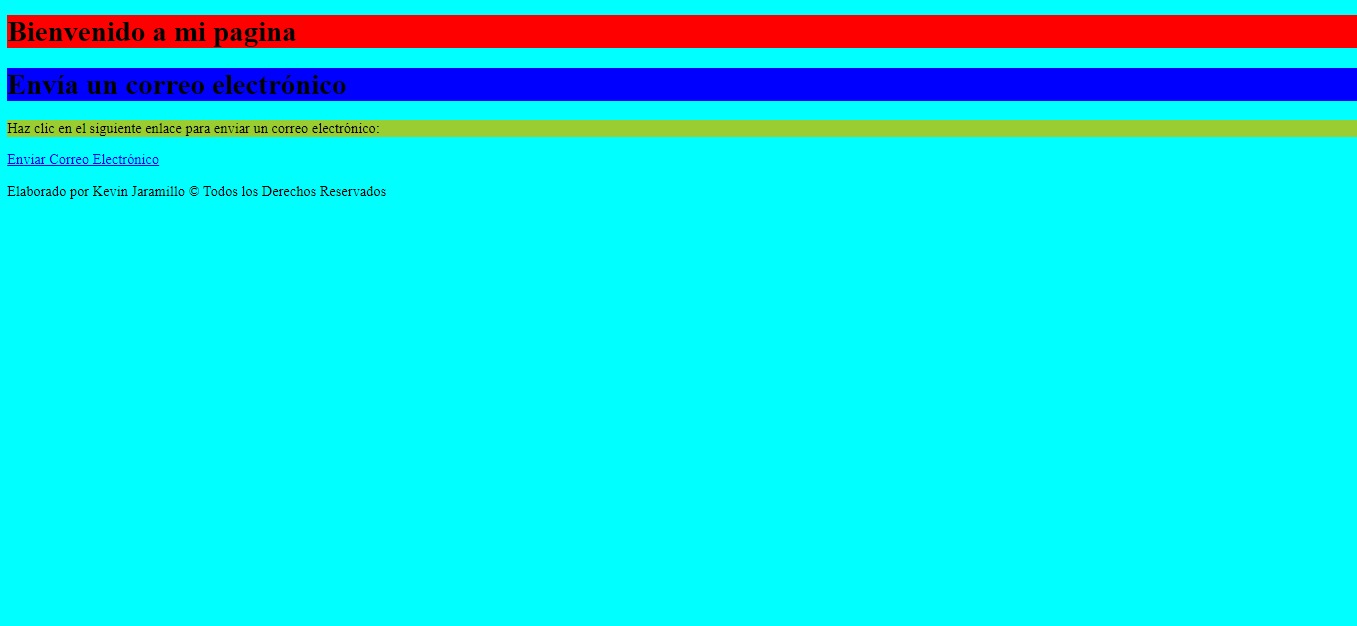 Bienvenido a mi pagina
Envía un correo electrónico
Haz clic en el siguiente enlace para enviar un correo electrónico:
Enviar Correo Electrónico
Elaborado por Kevin Jaramillo © Todos los Derechos Reservados